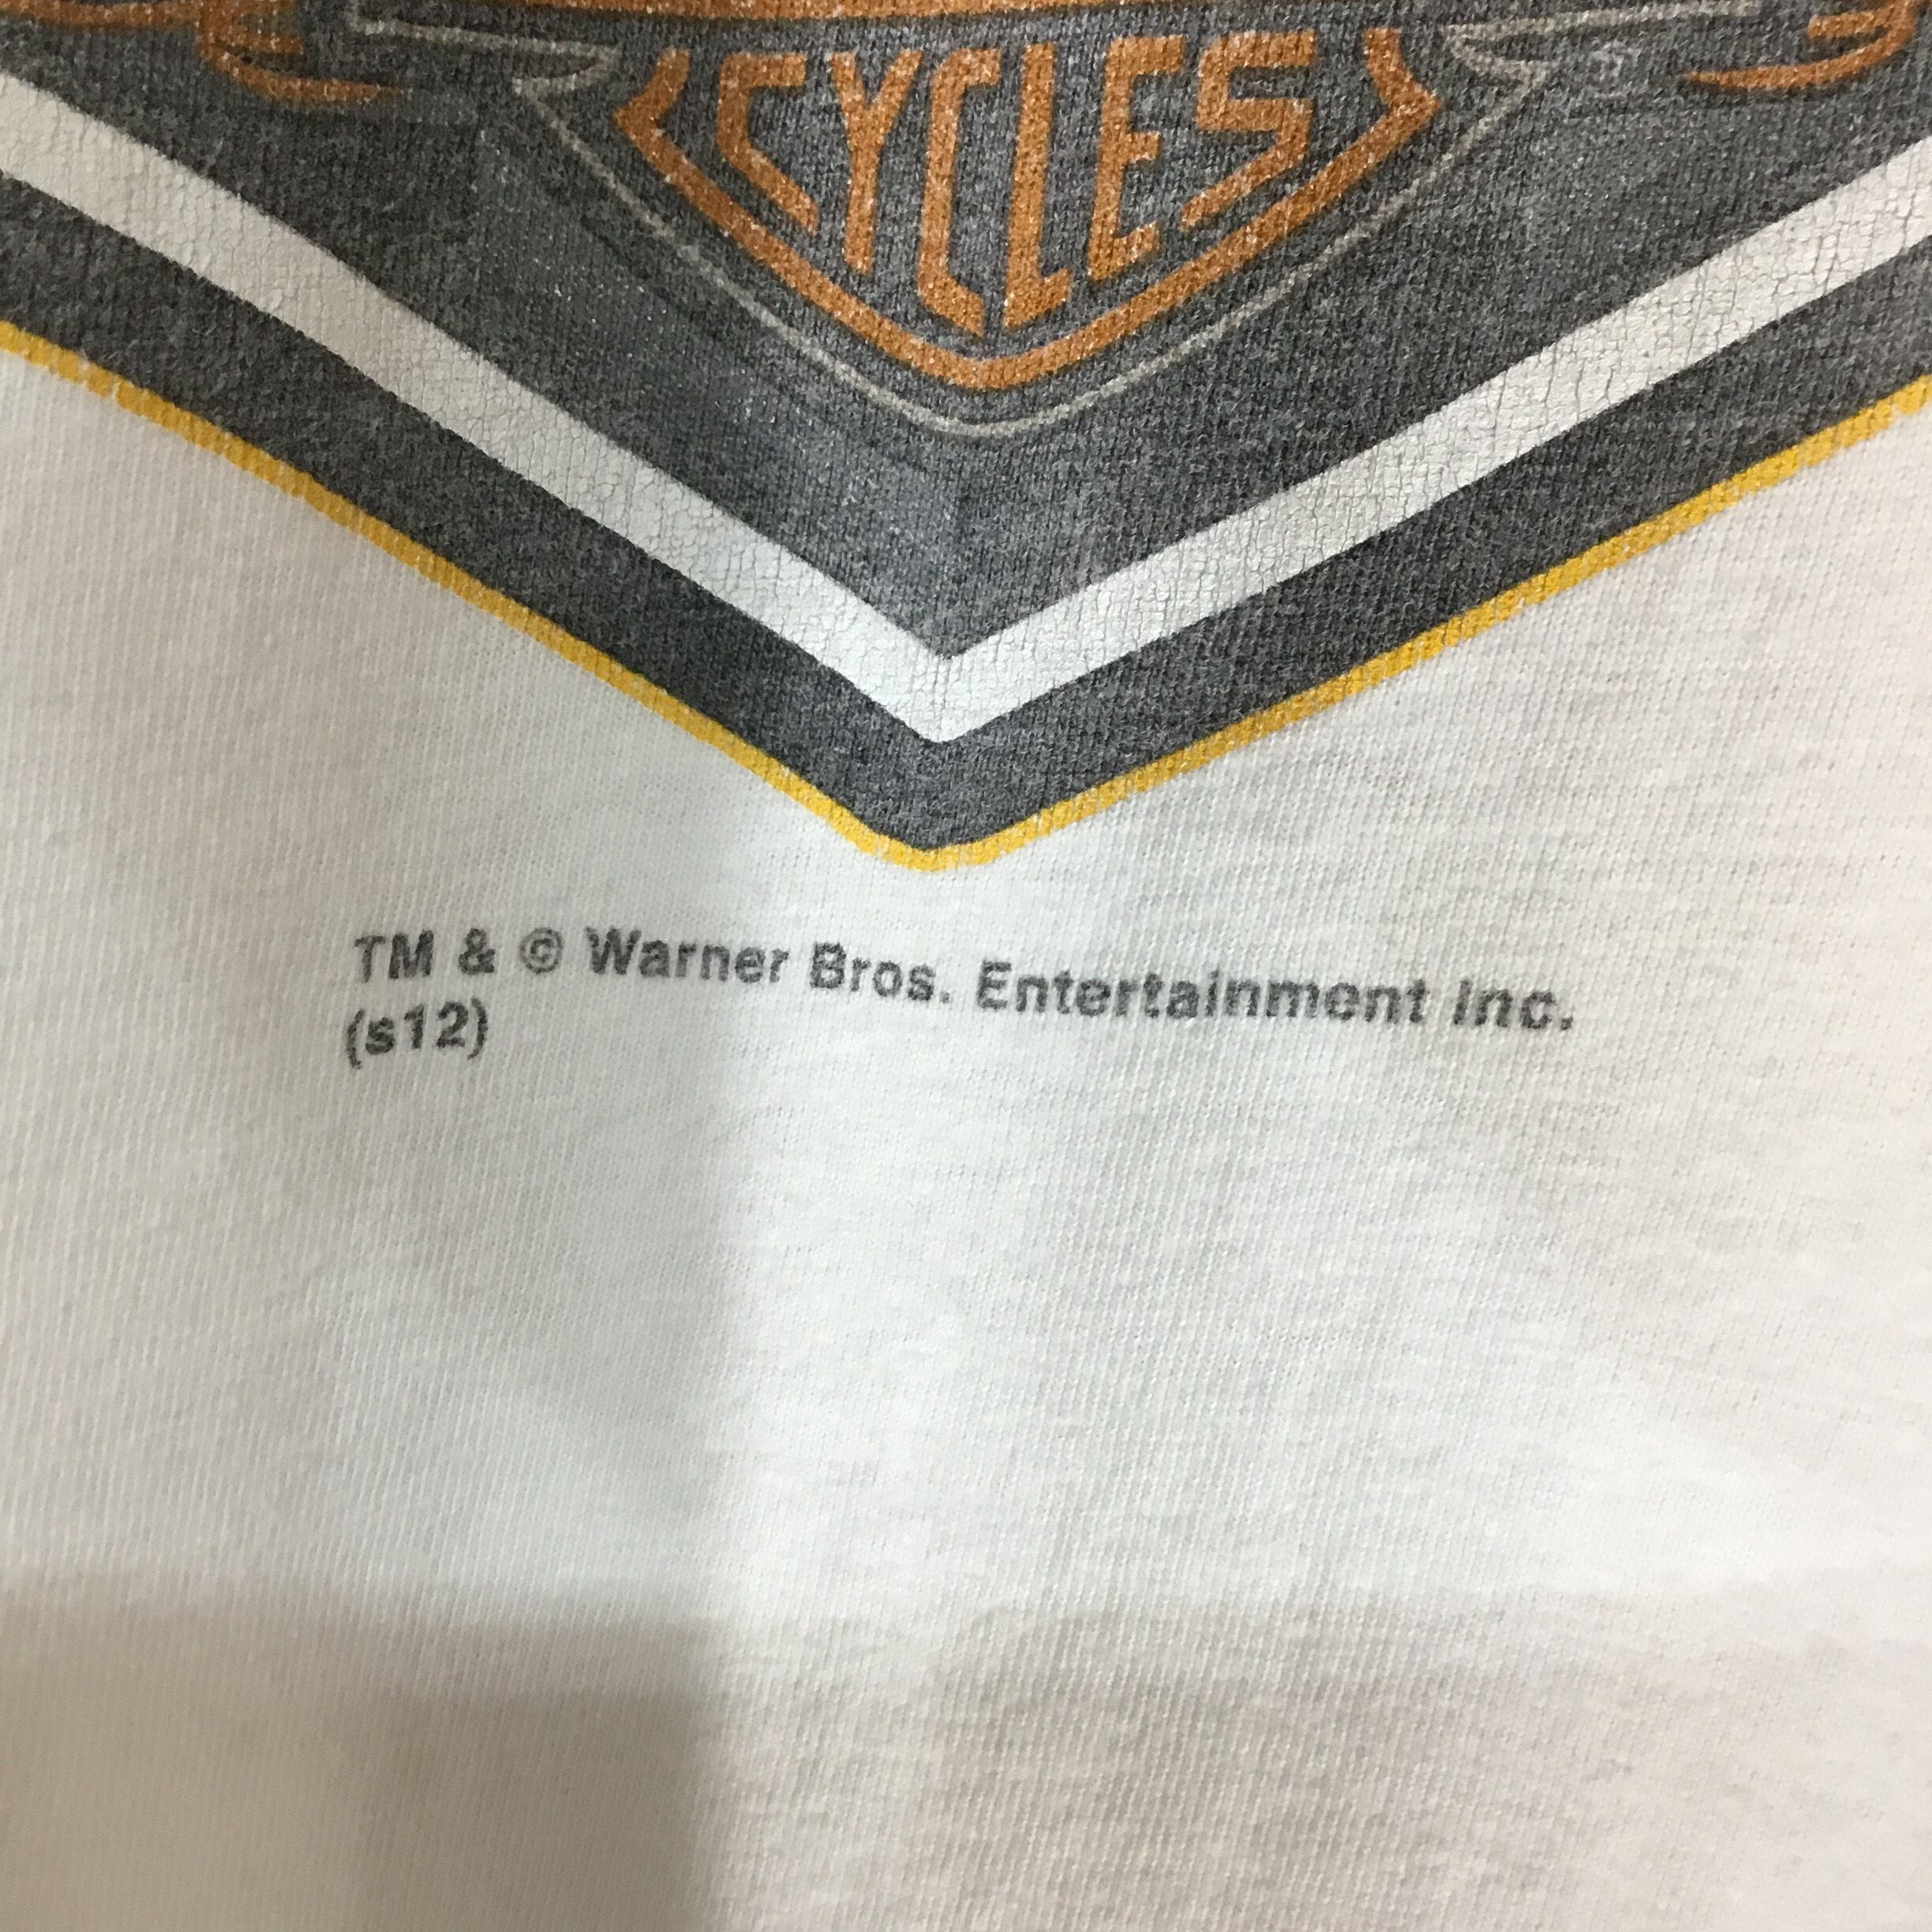 CYCLES
TM & © Warner Bros. Entertainment Inc.
(s12)